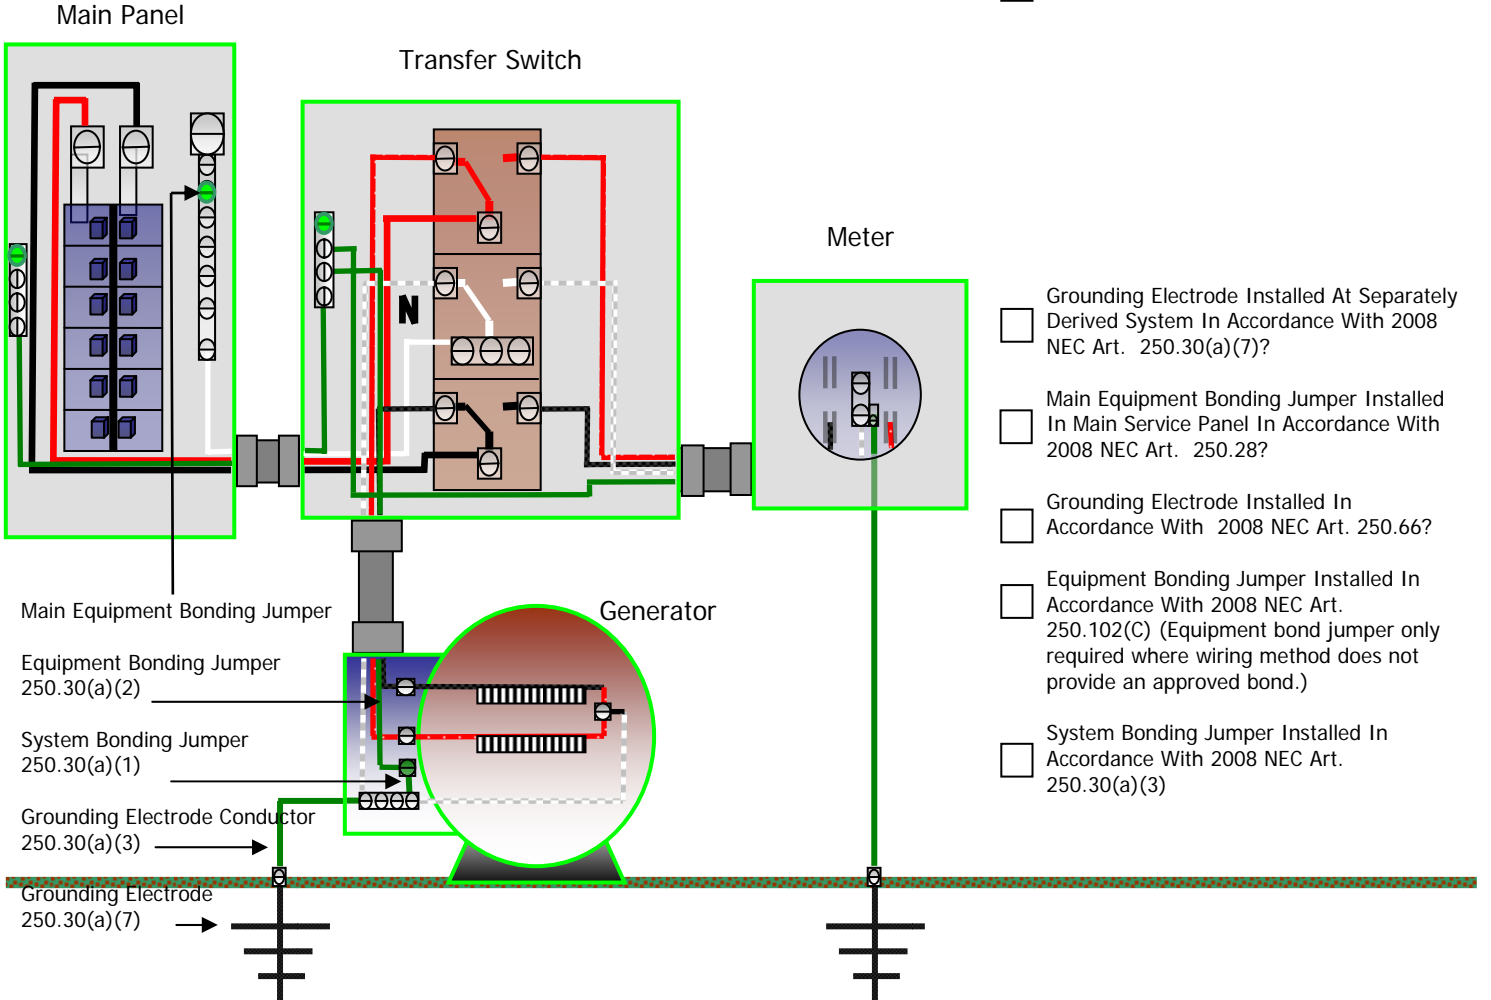 Main Panel
Transfer Switch
N
Meter
Generator
Main Equipment Bonding Jumper
Equipment Bonding Jumper
250.30(a)(2)
System Bonding Jumper
250.30(a)(1)
Grounding Electrode Conductor
250.30(a)(3)
Grounding Electrode
250.30(a)(7)
Grounding Electrode Installed At Separately
Derived System In Accordance With 2008
NEC Art.  250.30(a)(7)?
Main Equipment Bonding Jumper Installed
In Main Service Panel In Accordance With
2008 NEC Art.  250.28?
Grounding Electrode Installed In
Accordance With  2008 NEC Art. 250.66?
Equipment Bonding Jumper Installed In
Accordance With 2008 NEC Art.
250.102(C) (Equipment bond jumper only
required where wiring method does not
provide an approved bond.)
System Bonding Jumper Installed In
Accordance With 2008 NEC Art.
250.30(a)(3)